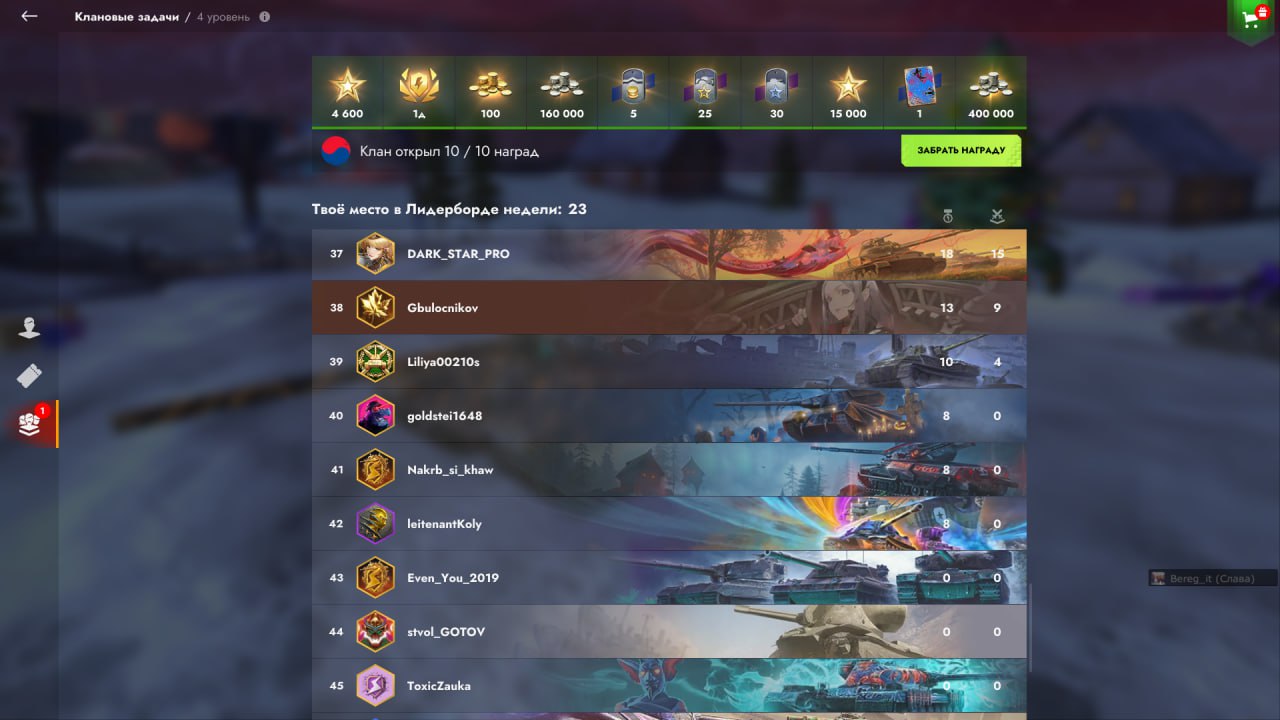 Клановые задачи / 4 уровень
4 600 1д 100 160 000 5 25 30 15 000 1 400 000
Клан открыл 10 / 10 наград
ЗАБРАТЬ НАГРАДУ
Твоё место в Лидерборде недели: 23
37 DARK_STAR_PRO 18 15
38 Gbulocnikov 13 9
39 Liliya00210s 10 4
40 goldstei1648 8 0
41 Nakrb_si_khaw 8 0
1
42 leitenantKoly 8 0
43 Even_You_2019 0 0
Bereg_it (Слава)
44 stvol_GOTOV 0 0
45 ToxicZauka 0 0